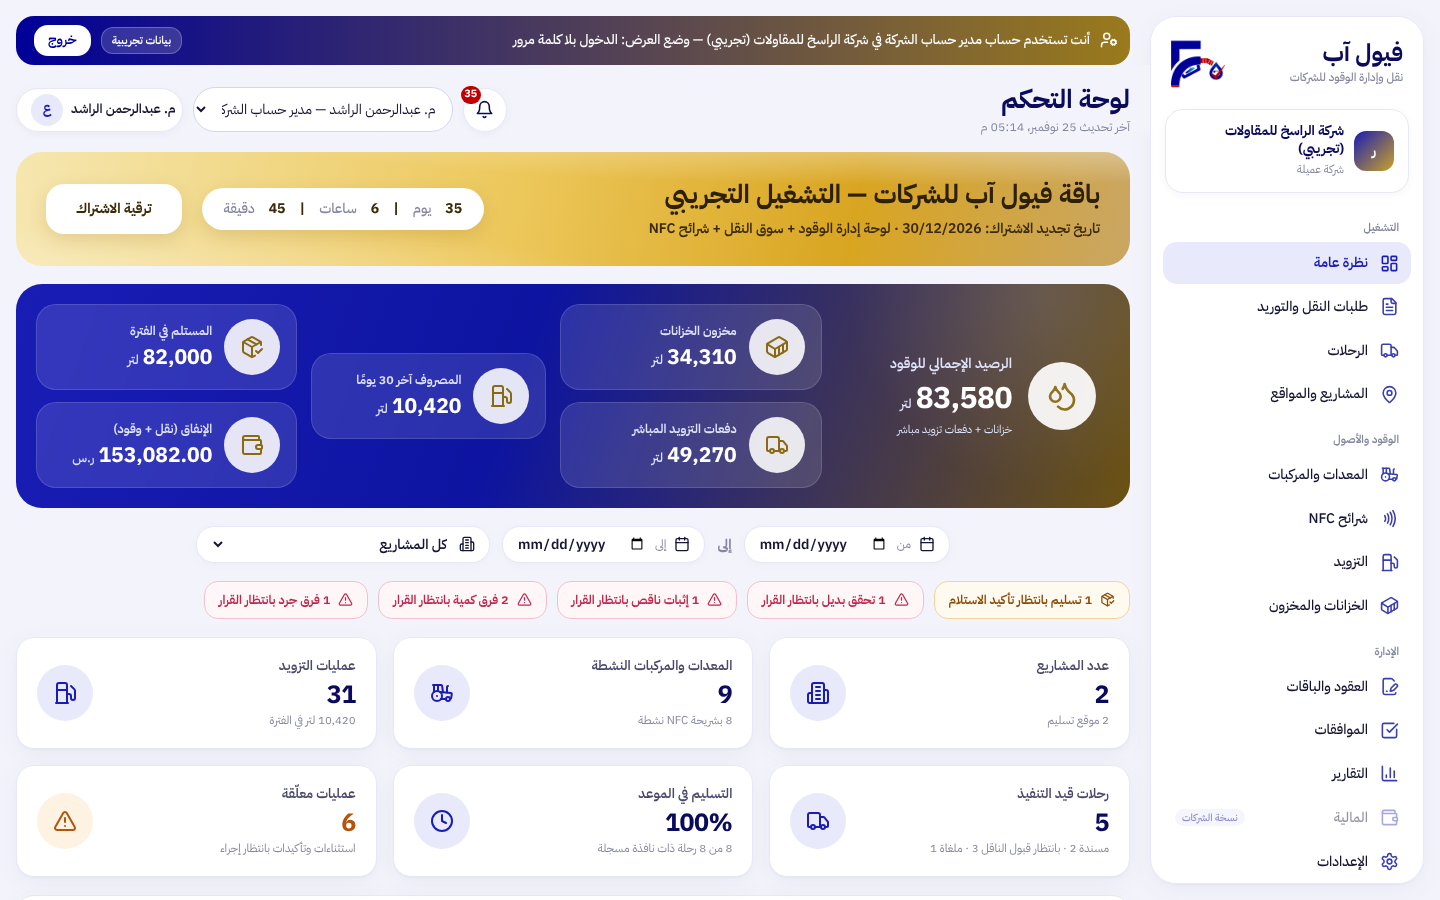 فيول آب
نقل وإدارة الوقود للشركات
شركة الراسخ للمقاولات (تجريبي)
ر
شركة عميلة
التشغيل
نظرة عامة
طلبات النقل والتوريد
الرحلات
المشاريع والمواقع
الوقود والأصول
المعدات والمركبات
شرائح NFC
التزويد
الخزانات والمخزون
الإدارة
العقود والباقات
الموافقات
التقارير
المالية
نسخة الشركات
الإعدادات
أنت تستخدم حساب مدير حساب الشركة في شركة الراسخ للمقاولات (تجريبي) — وضع العرض: الدخول بلا كلمة مرور
بيانات تجريبية
خروج
لوحة التحكم
آخر تحديث 25 نوفمبر، 05:14 م
35
م. عبدالرحمن الراشد — مدير حساب الشرك
م. عبدالرحمن الراشد
ع
باقة فيول آب للشركات — التشغيل التجريبي
تاريخ تجديد الاشتراك: 30/12/2026 · لوحة إدارة الوقود + سوق النقل + شرائح NFC
35 يوم | 6 ساعات | 45 دقيقة
ترقية الاشتراك
الرصيد الإجمالي للوقود
83,580 لتر
خزانات + دفعات تزويد مباشر
مخزون الخزانات
34,310 لتر
دفعات التزويد المباشر
49,270 لتر
المصروف آخر 30 يومًا
10,420 لتر
المستلم في الفترة
82,000 لتر
الإنفاق (نقل + وقود)
153,082.00 ر.س
من mm/dd/yyyy
إلى
إلى mm/dd/yyyy
كل المشاريع
1 تسليم بانتظار تأكيد الاستلام
1 تحقق بديل بانتظار القرار
1 إثبات ناقص بانتظار القرار
2 فرق كمية بانتظار القرار
1 فرق جرد بانتظار القرار
عدد المشاريع
2
2 موقع تسليم
المعدات والمركبات النشطة
9
8 بشريحة NFC نشطة
عمليات التزويد
31
10,420 لتر في الفترة
رحلات قيد التنفيذ
5
مسندة 2 · بانتظار قبول الناقل 3 · ملغاة 1
التسليم في الموعد
100%
8 من 8 رحلة ذات نافذة مسجلة
عمليات معلّقة
6
استثناءات وتأكيدات بانتظار إجراء